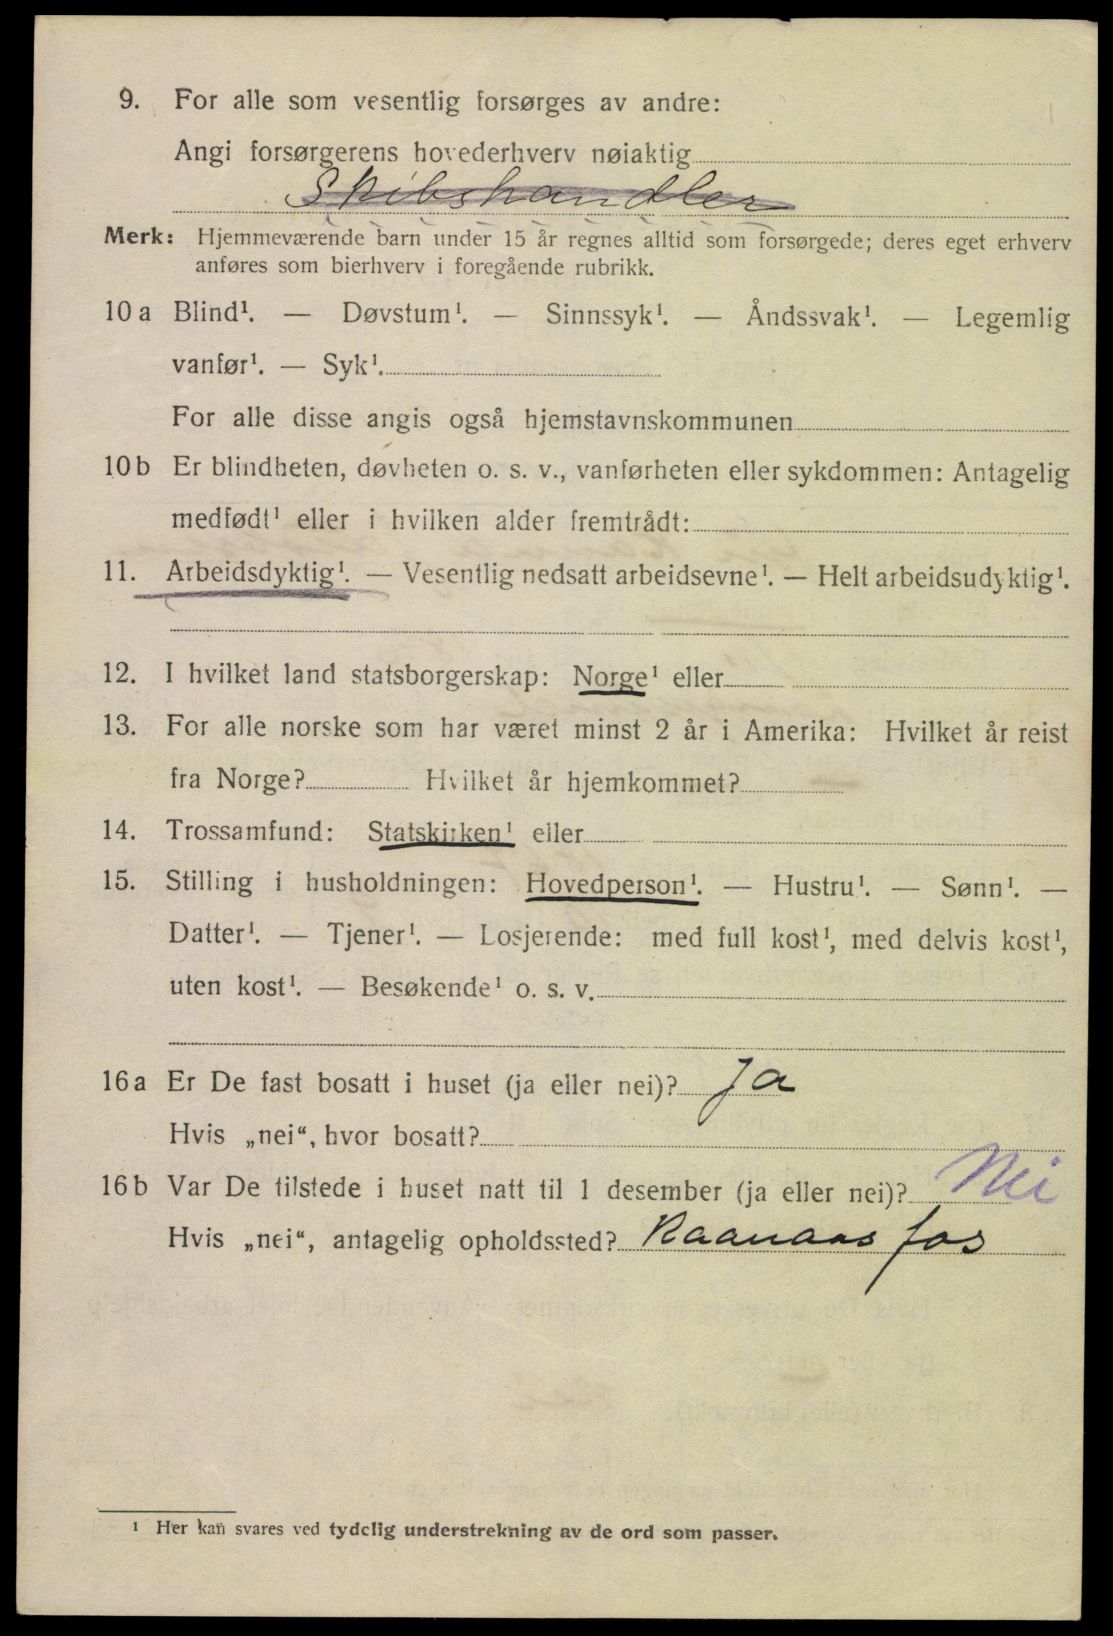 9. For alle som vesentlig forsørges av andre:
Angi forsørgerens hovederhverv nøiaktig
Skibshandler
Merk: Hjemmeværende barn under 15 år regnes alltid som forsørgede; deres eget erhverv
anføres som bierhverv i foregående rubrikk.
10 a Blind¹. — Døvstum¹. — Sinnssyk¹. — Åndssvak¹. — Legemlig
vanfør¹. — Syk¹.
For alle disse angis også hjemstavnskommunen
10 b Er blindheten, døvheten o. s. v., vanførheten eller sykdommen: Antagelig
medfødt¹ eller i hvilken alder fremtrådt:
11. Arbeidsdyktig¹. — Vesentlig nedsatt arbeidsevne¹. — Helt arbeidsudyktig¹.
12. I hvilket land statsborgerskap: Norge¹ eller
13. For alle norske som har været minst 2 år i Amerika: Hvilket år reist
fra Norge? Hvilket år hjemkommet?
14. Trossamfund: Statskirken¹ eller
15. Stilling i husholdningen: Hovedperson¹. — Hustru¹. — Sønn¹. —
Datter¹. — Tjener¹. — Losjerende: med full kost¹, med delvis kost¹,
uten kost¹. — Besøkende¹ o. s. v.
16 a Er De fast bosatt i huset (ja eller nei)? Ja
Hvis „nei“, hvor bosatt?
16 b Var De tilstede i huset natt til 1 desember (ja eller nei)? Nei
Hvis „nei“, antagelig opholdssted? Raanaas fos
¹ Her kan svares ved tydelig understrekning av de ord som passer.